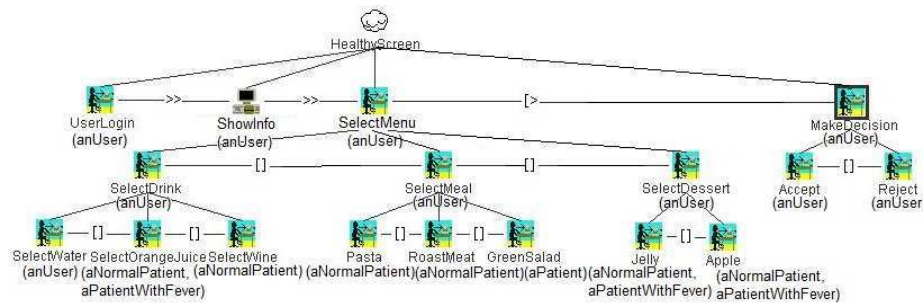 HealthyScreen
>> >> [>
UserLogin ShowInfo SelectMenu MakeDecision
(anUser) (anUser) (anUser) (anUser)
[] [] []
SelectDrink SelectMeal SelectDessert Accept Reject
(anUser) (anUser) (anUser) (anUser) (anUser)
[] [] [] [] []
SelectWater SelectOrangeJuice SelectWine Pasta RoastMeat GreenSalad Jelly Apple
(anUser) (aNormalPatient, (aNormalPatient) (aNormalPatient) (aNormalPatient) (aPatient) (aNormalPatient, (aNormalPatient,
aPatientWithFever) aPatientWithFever) aPatientWithFever)